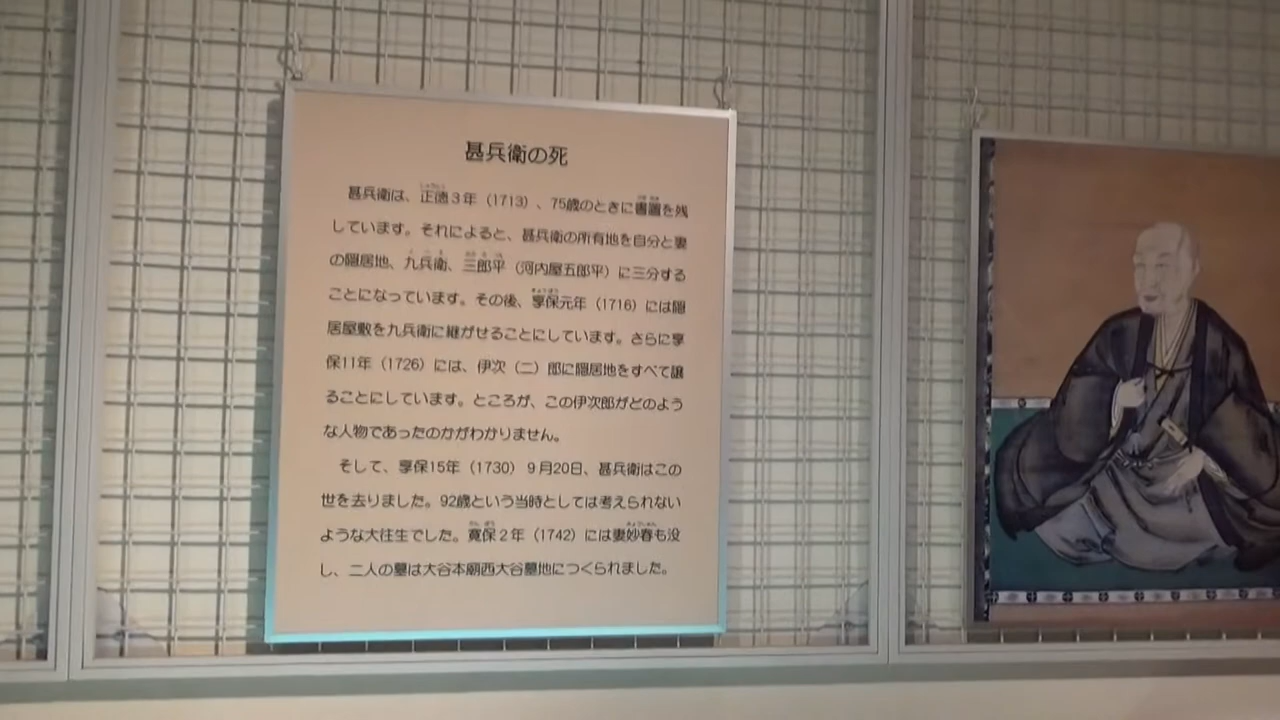 甚兵衛の死
甚兵衛は、正徳3年（1713）、75歳のときに書置を残
しています。それによると、甚兵衛の所有地を自分と妻
の隠居地、九兵衛、三郎平（河内屋五郎平）に三分する
ことになっています。その後、享保元年（1716）には隠
居屋敷を九兵衛に継がせることにしています。さらに享
保11年（1726）には、伊次（二）郎に隠居地をすべて譲
ることにしています。ところが、この伊次郎がどのよう
な人物であったのかがわかりません。
そして、享保15年（1730）９月20日、甚兵衛はこの
世を去りました。92歳という当時としては考えられない
ような大往生でした。寛保２年（1742）には妻妙春も没
し、二人の墓は大谷本廟西大谷墓地につくられました。